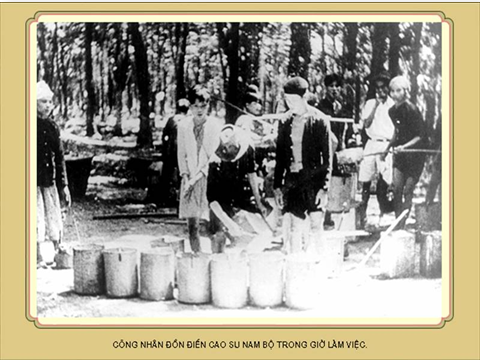 CÔNG NHÂN ĐỒN ĐIỀN CAO SU NAM BỘ TRONG GIỜ LÀM VIỆC.